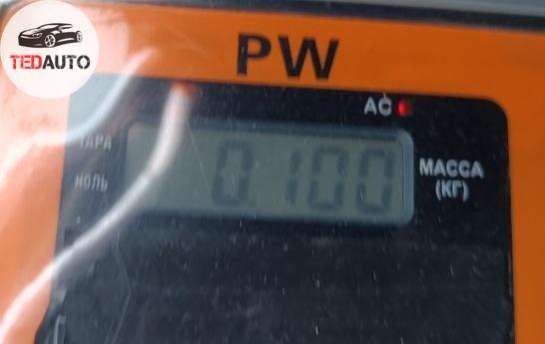 TEDAUTO
PW
AC
ТАРА
НОЛЬ
0.100
МАССА
(КГ)